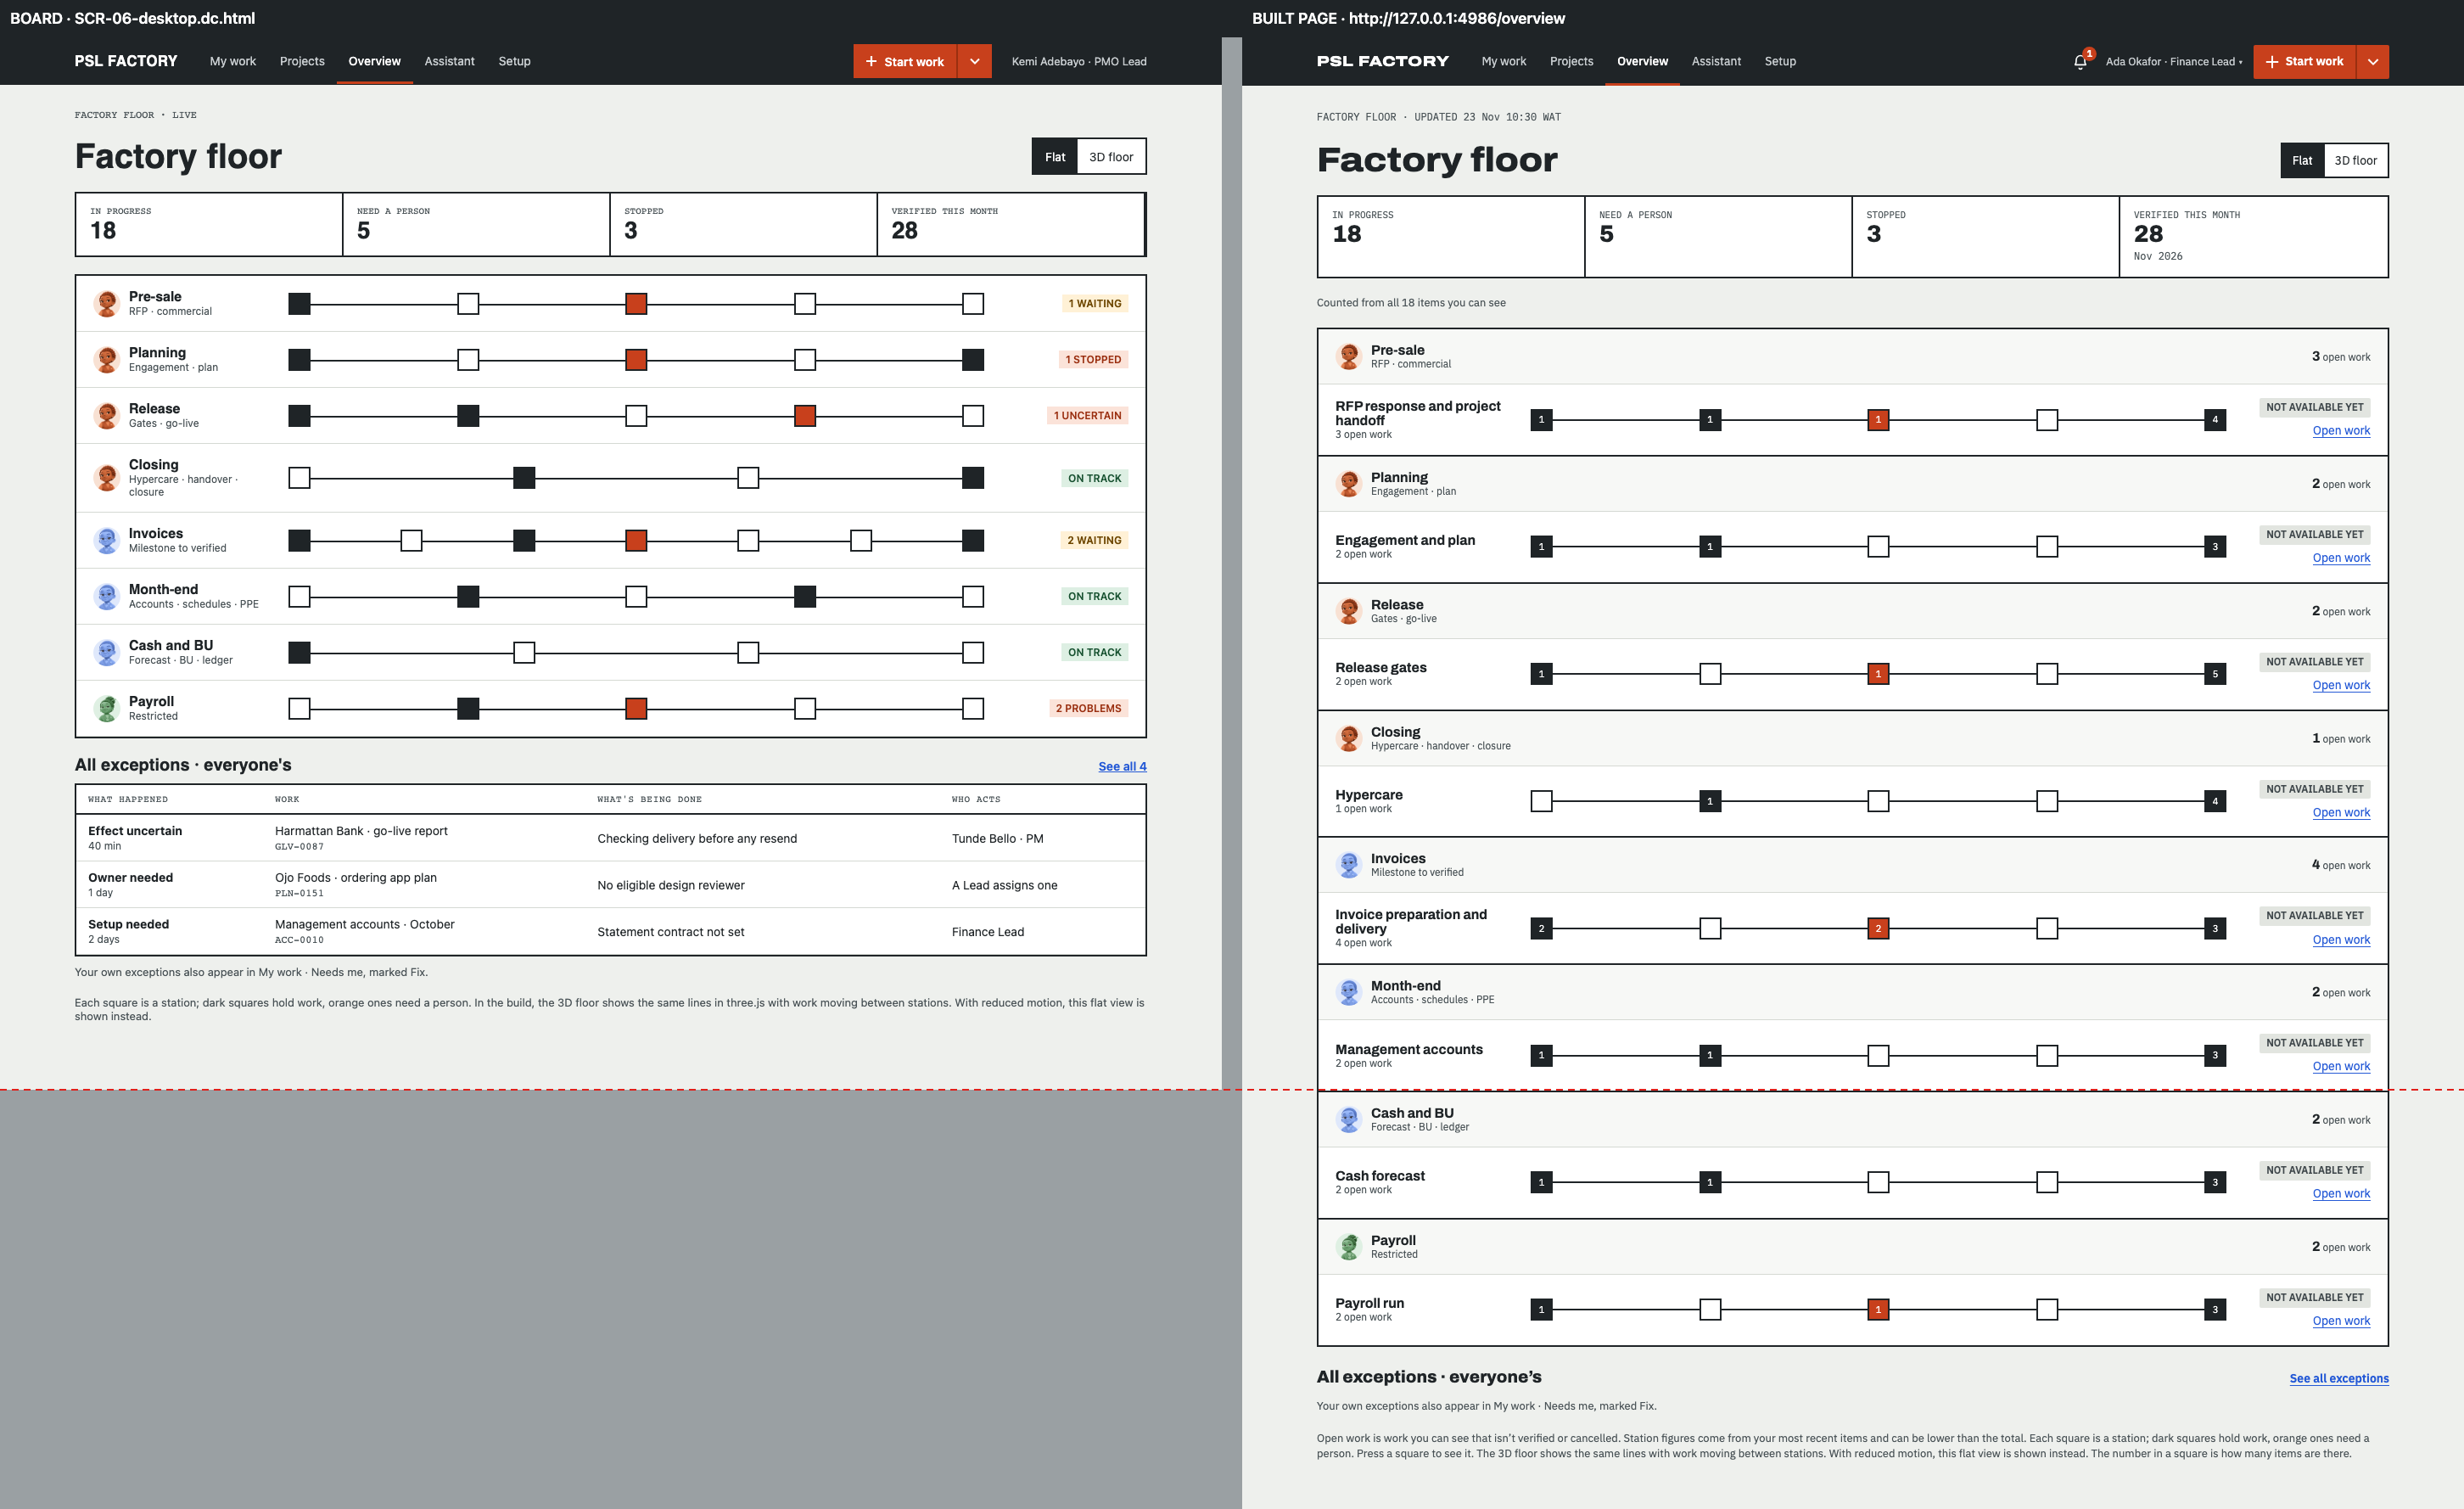 BOARD · SCR-06-desktop.dc.html
PSL FACTORY
My work
Projects
Overview
Assistant
Setup
+ Start work
Kemi Adebayo · PMO Lead
FACTORY FLOOR · LIVE
Factory floor
Flat
3D floor
IN PROGRESS
18
NEED A PERSON
5
STOPPED
3
VERIFIED THIS MONTH
28
Pre-sale
RFP · commercial
1 WAITING
Planning
Engagement · plan
1 STOPPED
Release
Gates · go-live
1 UNCERTAIN
Closing
Hypercare · handover ·
closure
ON TRACK
Invoices
Milestone to verified
2 WAITING
Month-end
Accounts · schedules · PPE
ON TRACK
Cash and BU
Forecast · BU · ledger
ON TRACK
Payroll
Restricted
2 PROBLEMS
All exceptions · everyone's
See all 4
WHAT HAPPENED
WORK
WHAT'S BEING DONE
WHO ACTS
Effect uncertain
40 min
Harmattan Bank · go-live report
GLV-0087
Checking delivery before any resend
Tunde Bello · PM
Owner needed
1 day
Ojo Foods · ordering app plan
PLN-0151
No eligible design reviewer
A Lead assigns one
Setup needed
2 days
Management accounts · October
ACC-0010
Statement contract not set
Finance Lead
Your own exceptions also appear in My work · Needs me, marked Fix.
Each square is a station; dark squares hold work, orange ones need a person. In the build, the 3D floor shows the same lines in three.js with work moving between stations. With reduced motion, this flat view is
shown instead.
BUILT PAGE · http://127.0.0.1:4986/overview
PSL FACTORY
My work
Projects
Overview
Assistant
Setup
1
Ada Okafor · Finance Lead
+ Start work
FACTORY FLOOR · UPDATED 23 Nov 10:30 WAT
Factory floor
Flat
3D floor
IN PROGRESS
18
NEED A PERSON
5
STOPPED
3
VERIFIED THIS MONTH
28
Nov 2026
Counted from all 18 items you can see
Pre-sale
RFP · commercial
3 open work
RFP response and project
handoff
3 open work
1
1
1
4
NOT AVAILABLE YET
Open work
Planning
Engagement · plan
2 open work
Engagement and plan
2 open work
1
1
3
NOT AVAILABLE YET
Open work
Release
Gates · go-live
2 open work
Release gates
2 open work
1
1
5
NOT AVAILABLE YET
Open work
Closing
Hypercare · handover · closure
1 open work
Hypercare
1 open work
1
4
NOT AVAILABLE YET
Open work
Invoices
Milestone to verified
4 open work
Invoice preparation and
delivery
4 open work
2
2
3
NOT AVAILABLE YET
Open work
Month-end
Accounts · schedules · PPE
2 open work
Management accounts
2 open work
1
1
3
NOT AVAILABLE YET
Open work
Cash and BU
Forecast · BU · ledger
2 open work
Cash forecast
2 open work
1
1
3
NOT AVAILABLE YET
Open work
Payroll
Restricted
2 open work
Payroll run
2 open work
1
1
3
NOT AVAILABLE YET
Open work
All exceptions · everyone’s
See all exceptions
Your own exceptions also appear in My work · Needs me, marked Fix.
Open work is work you can see that isn’t verified or cancelled. Station figures come from your most recent items and can be lower than the total. Each square is a station; dark squares hold work, orange ones need a
person. Press a square to see it. The 3D floor shows the same lines with work moving between stations. With reduced motion, this flat view is shown instead. The number in a square is how many items are there.